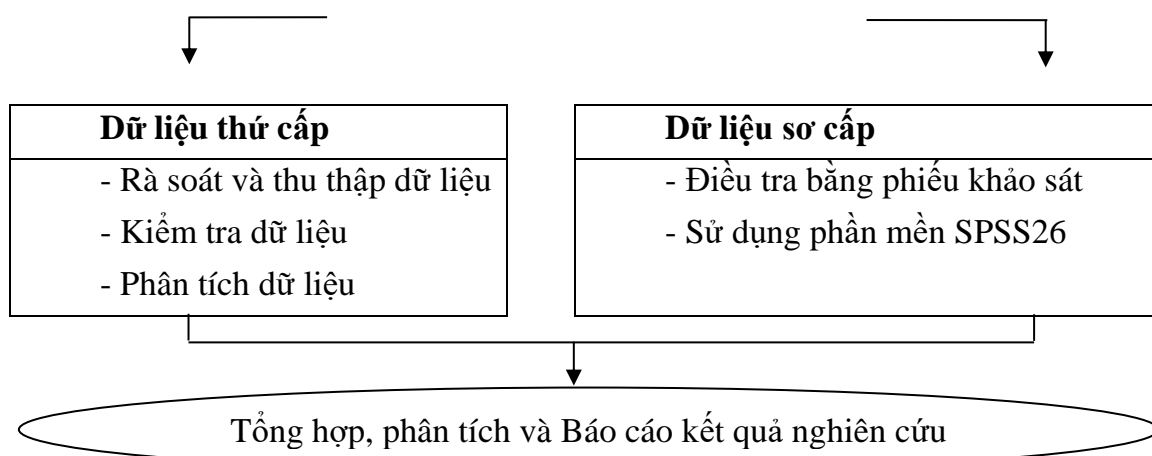 Dữ liệu thứ cấp
- Rà soát và thu thập dữ liệu
- Kiểm tra dữ liệu
- Phân tích dữ liệu
Dữ liệu sơ cấp
- Điều tra bằng phiếu khảo sát
- Sử dụng phần mền SPSS26
Tổng hợp, phân tích và Báo cáo kết quả nghiên cứu